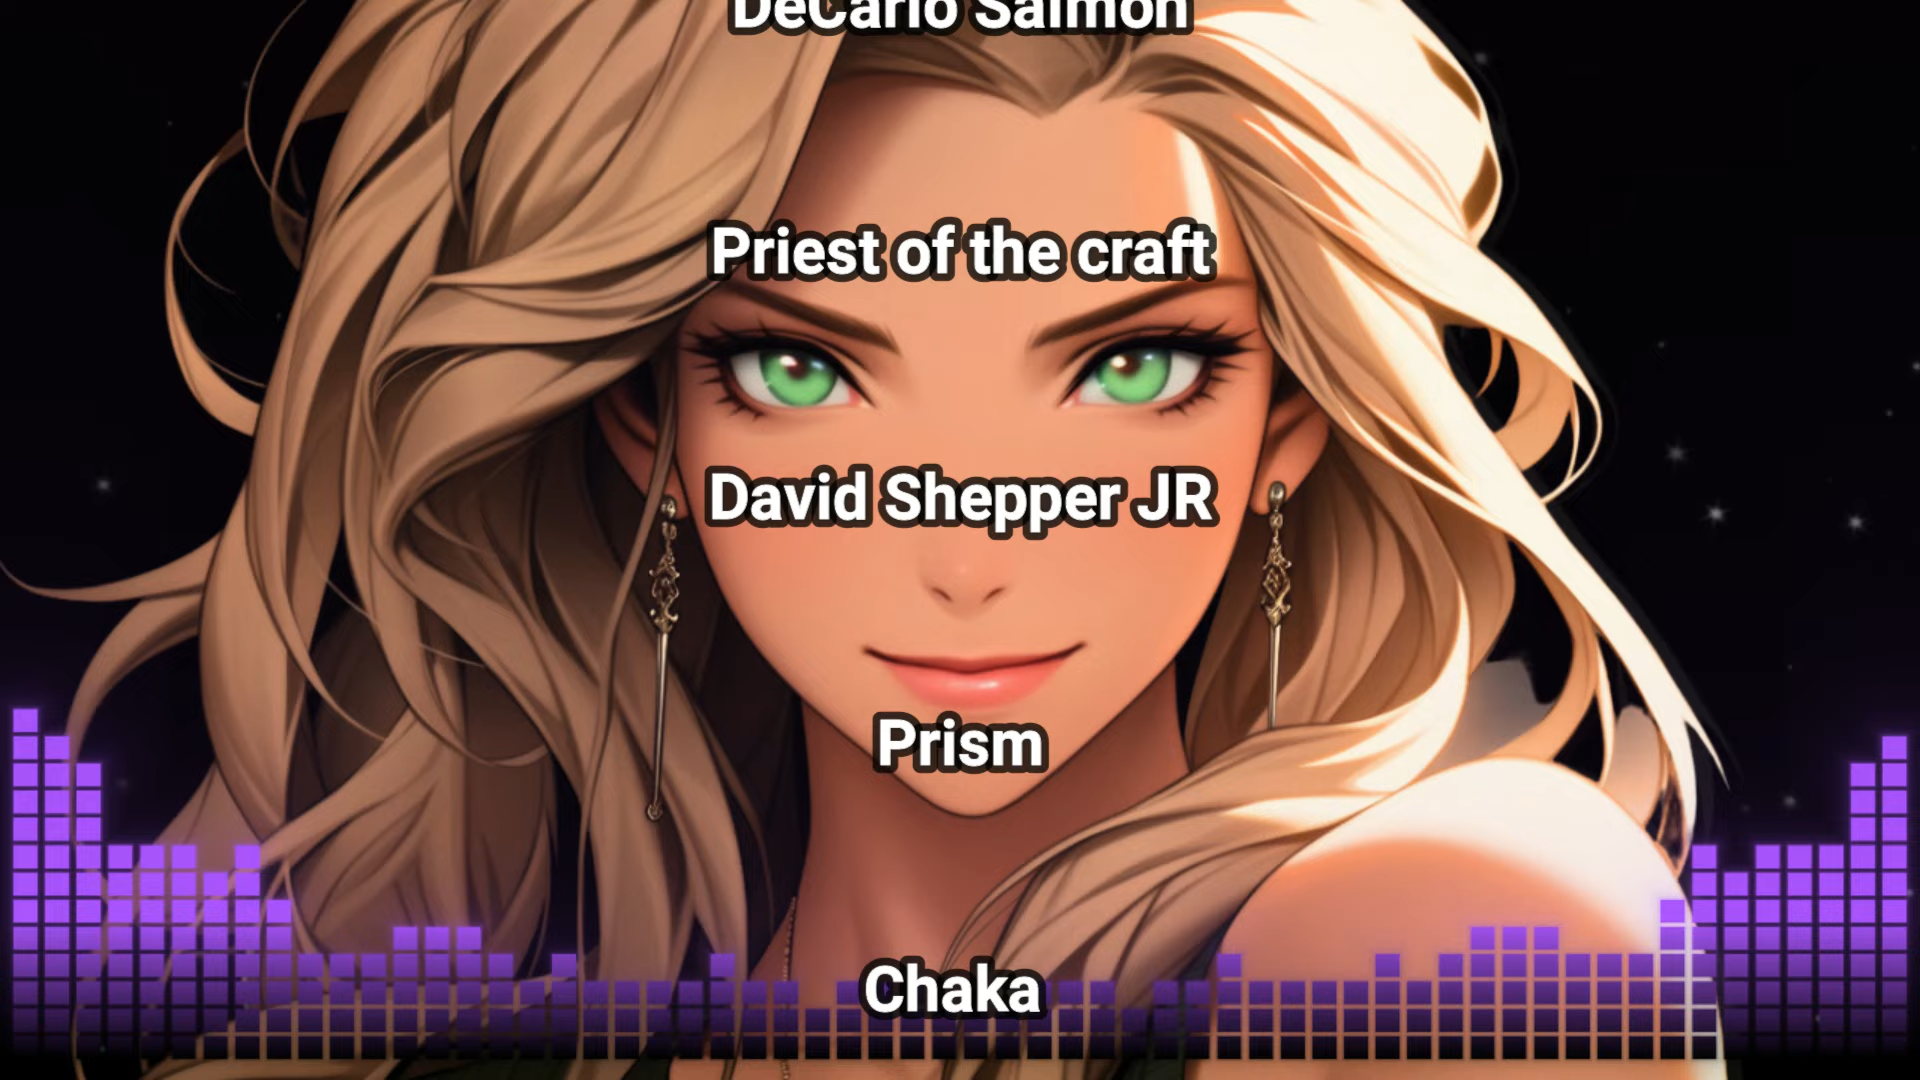 DeCarlo Salmon
Priest of the craft
David Shepper JR
Prism
Chaka